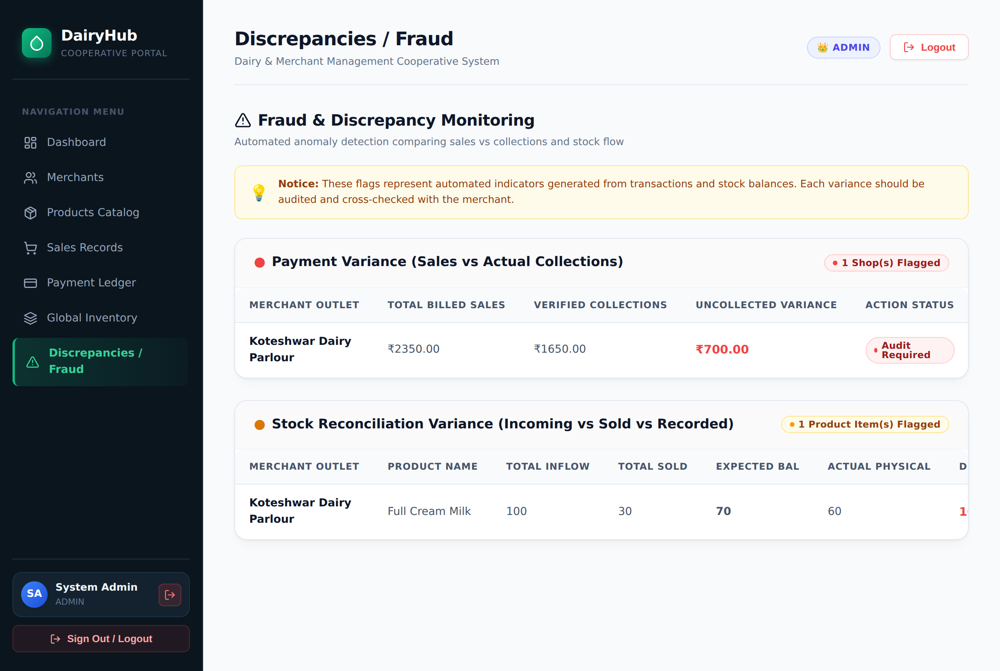 DairyHub
COOPERATIVE PORTAL
NAVIGATION MENU
Dashboard
Merchants
Products Catalog
Sales Records
Payment Ledger
Global Inventory
Discrepancies /
Fraud
SA
System Admin
ADMIN
Sign Out / Logout
Discrepancies / Fraud
Dairy & Merchant Management Cooperative System
👑 ADMIN
Logout
Fraud & Discrepancy Monitoring
Automated anomaly detection comparing sales vs collections and stock flow
Notice: These flags represent automated indicators generated from transactions and stock balances. Each variance should be
audited and cross-checked with the merchant.
Payment Variance (Sales vs Actual Collections)
1 Shop(s) Flagged
MERCHANT OUTLET TOTAL BILLED SALES VERIFIED COLLECTIONS UNCOLLECTED VARIANCE ACTION STATUS
Koteshwar Dairy
Parlour
₹2350.00 ₹1650.00 ₹700.00
Audit
Required
Stock Reconciliation Variance (Incoming vs Sold vs Recorded)
1 Product Item(s) Flagged
MERCHANT OUTLET PRODUCT NAME TOTAL INFLOW TOTAL SOLD EXPECTED BAL ACTUAL PHYSICAL
Koteshwar Dairy
Parlour
Full Cream Milk 100 30 70 60